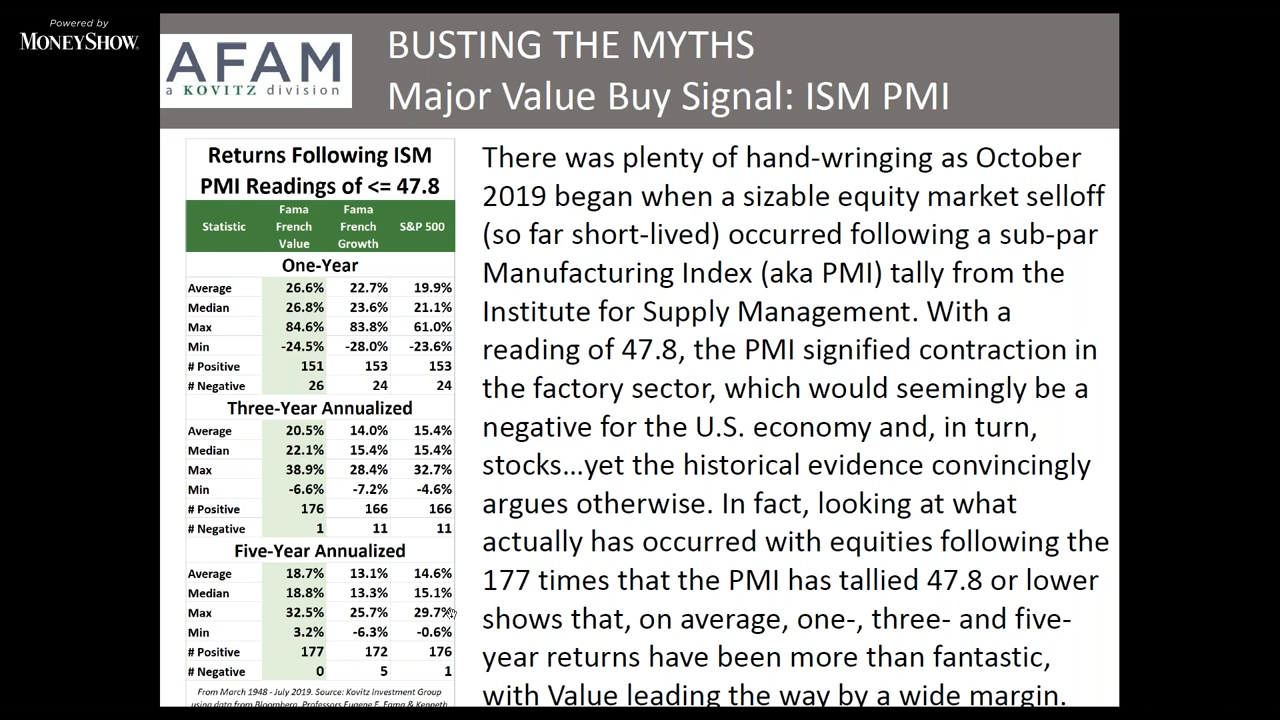 Powered by
MONEYSHOW.
AFAM
a KOVITZ division
BUSTING THE MYTHS
Major Value Buy Signal: ISM PMI
Returns Following ISM
PMI Readings of <= 47.8
Statistic Fama French Value Fama French Growth S&P 500
One-Year
Average 26.6% 22.7% 19.9%
Median 26.8% 23.6% 21.1%
Max 84.6% 83.8% 61.0%
Min -24.5% -28.0% -23.6%
# Positive 151 153 153
# Negative 26 24 24
Three-Year Annualized
Average 20.5% 14.0% 15.4%
Median 22.1% 15.4% 15.4%
Max 38.9% 28.4% 32.7%
Min -6.6% -7.2% -4.6%
# Positive 176 166 166
# Negative 1 11 11
Five-Year Annualized
Average 18.7% 13.1% 14.6%
Median 18.8% 13.3% 15.1%
Max 32.5% 25.7% 29.7%
Min 3.2% -6.3% -0.6%
# Positive 177 172 176
# Negative 0 5 1
From March 1948 - July 2019. Source: Kovitz Investment Group
using data from Bloomberg, Professors Eugene F. Fama & Kenneth
There was plenty of hand-wringing as October
2019 began when a sizable equity market selloff
(so far short-lived) occurred following a sub-par
Manufacturing Index (aka PMI) tally from the
Institute for Supply Management. With a
reading of 47.8, the PMI signified contraction in
the factory sector, which would seemingly be a
negative for the U.S. economy and, in turn,
stocks…yet the historical evidence convincingly
argues otherwise. In fact, looking at what
actually has occurred with equities following the
177 times that the PMI has tallied 47.8 or lower
shows that, on average, one-, three- and five-
year returns have been more than fantastic,
with Value leading the way by a wide margin.